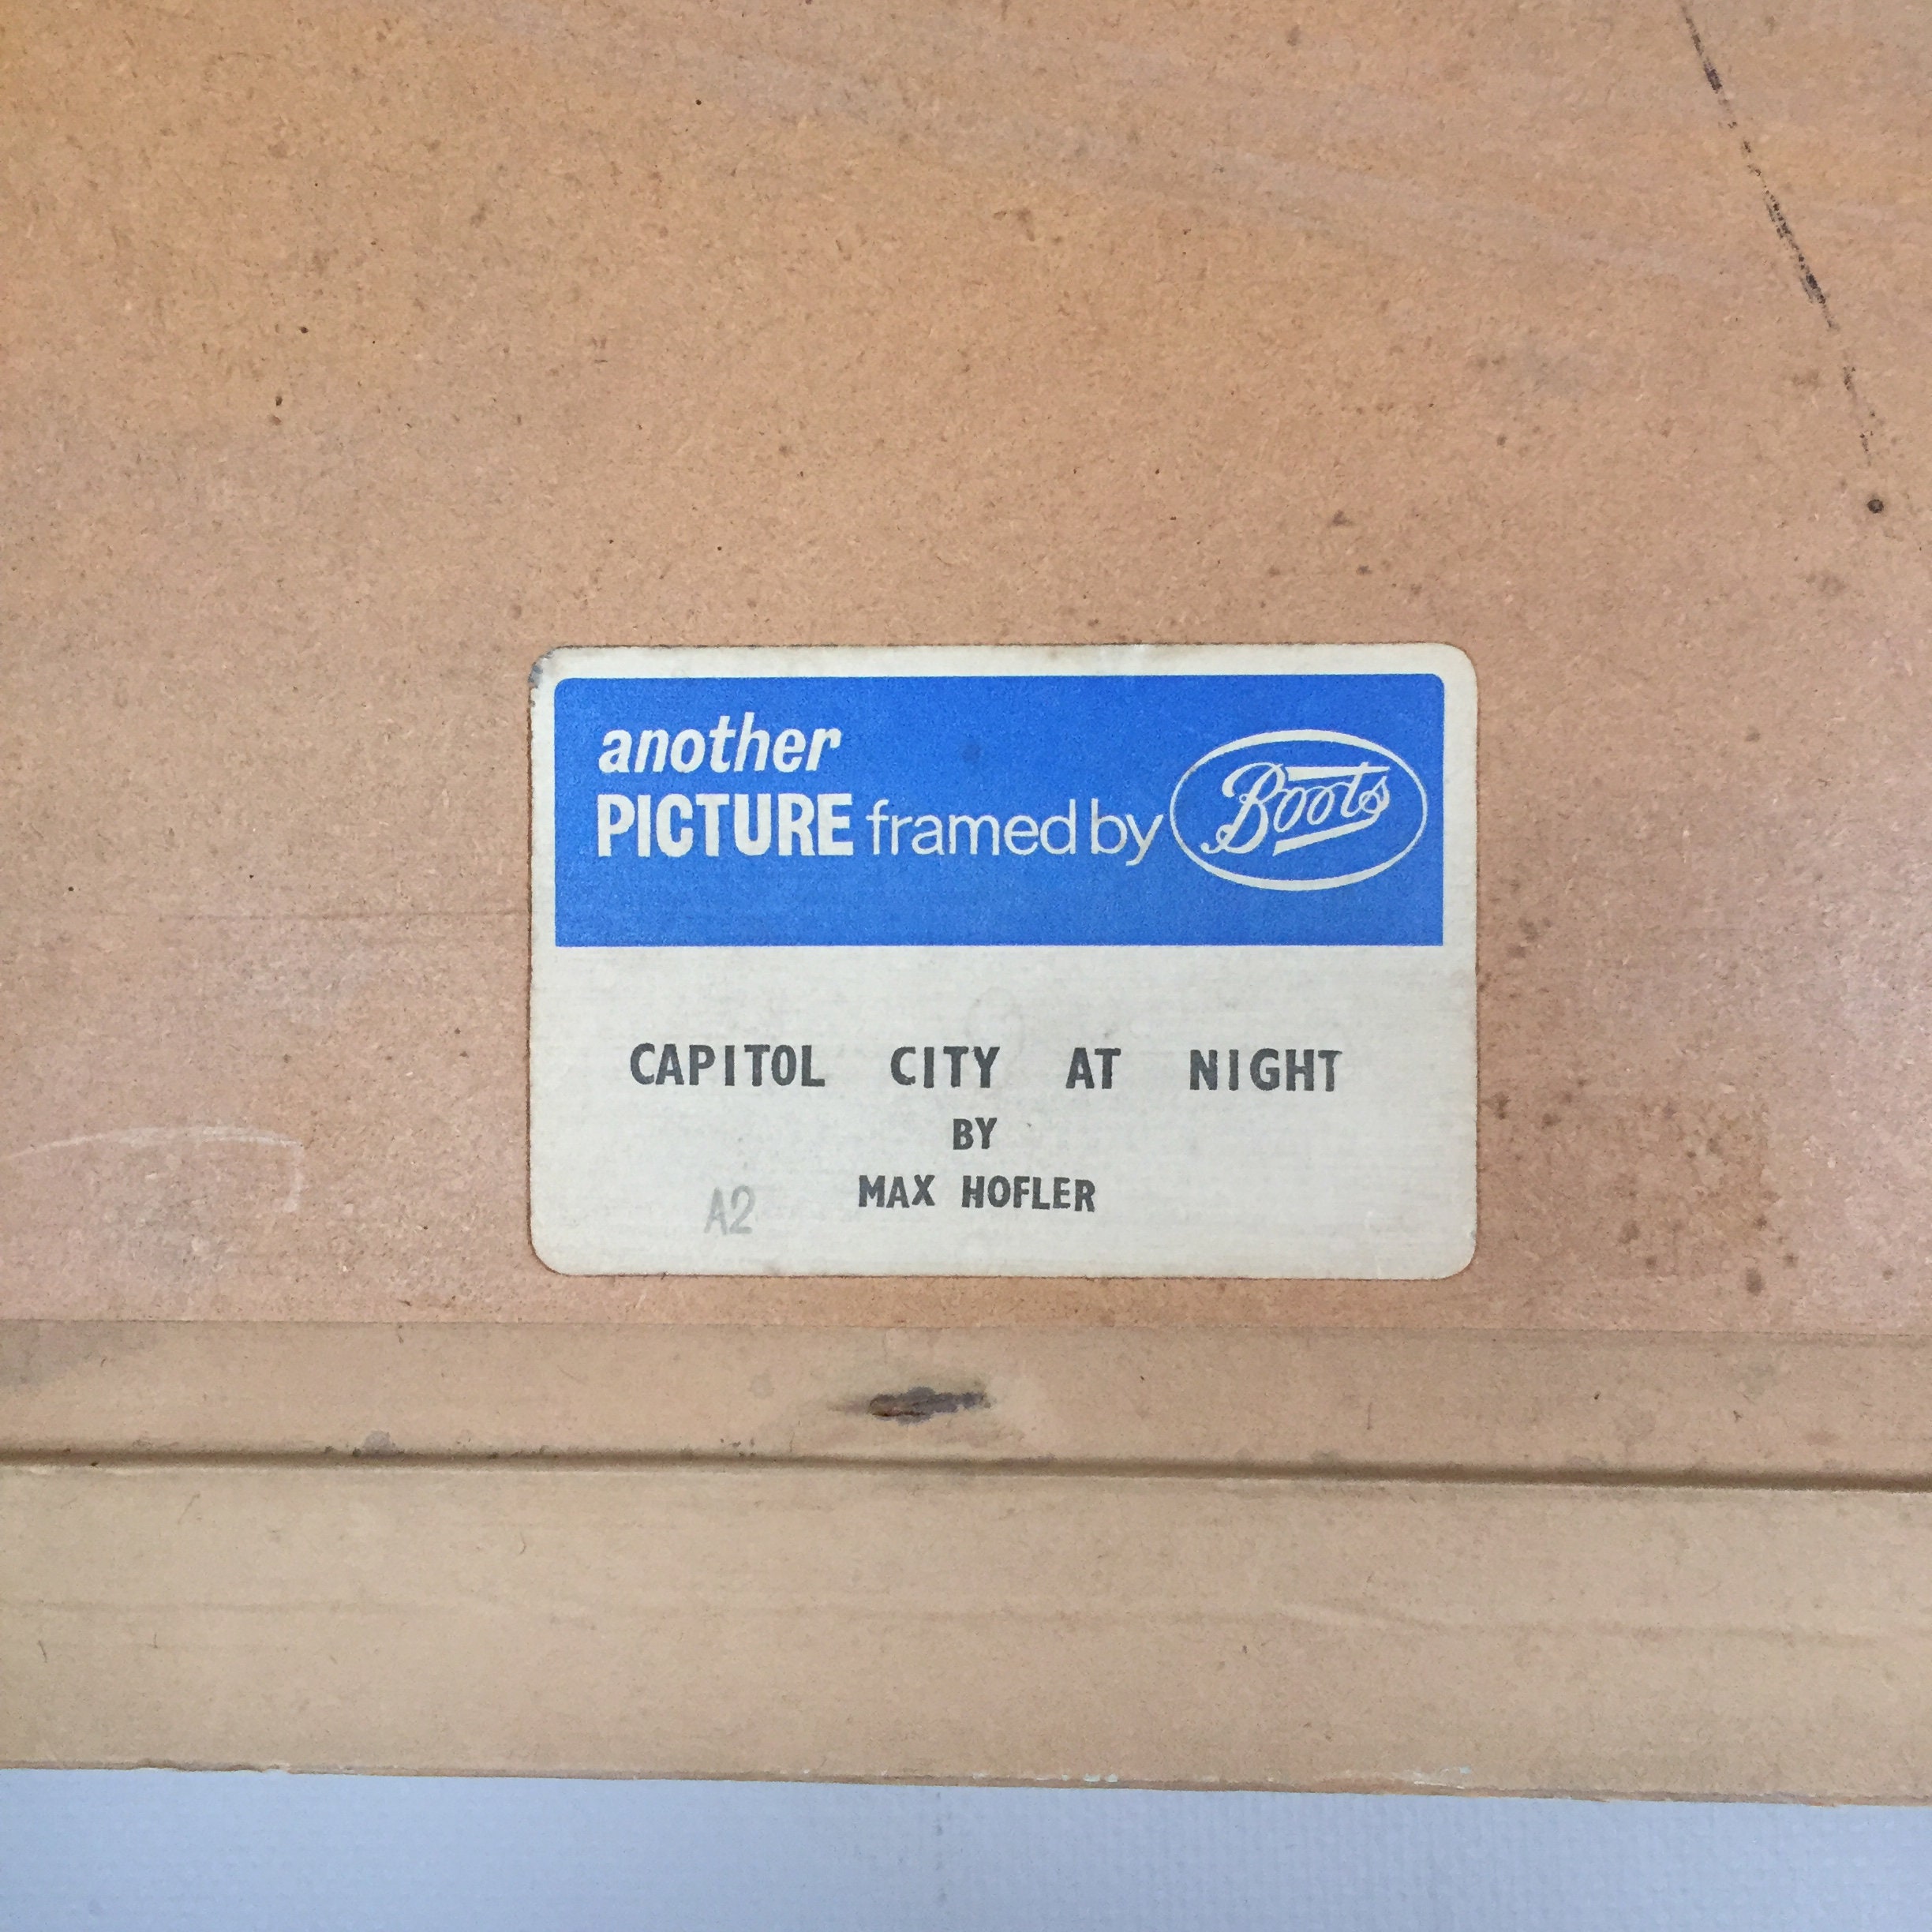 another
PICTURE framed by Boots
CAPITOL CITY AT NIGHT
BY
MAX HOFLER
A2